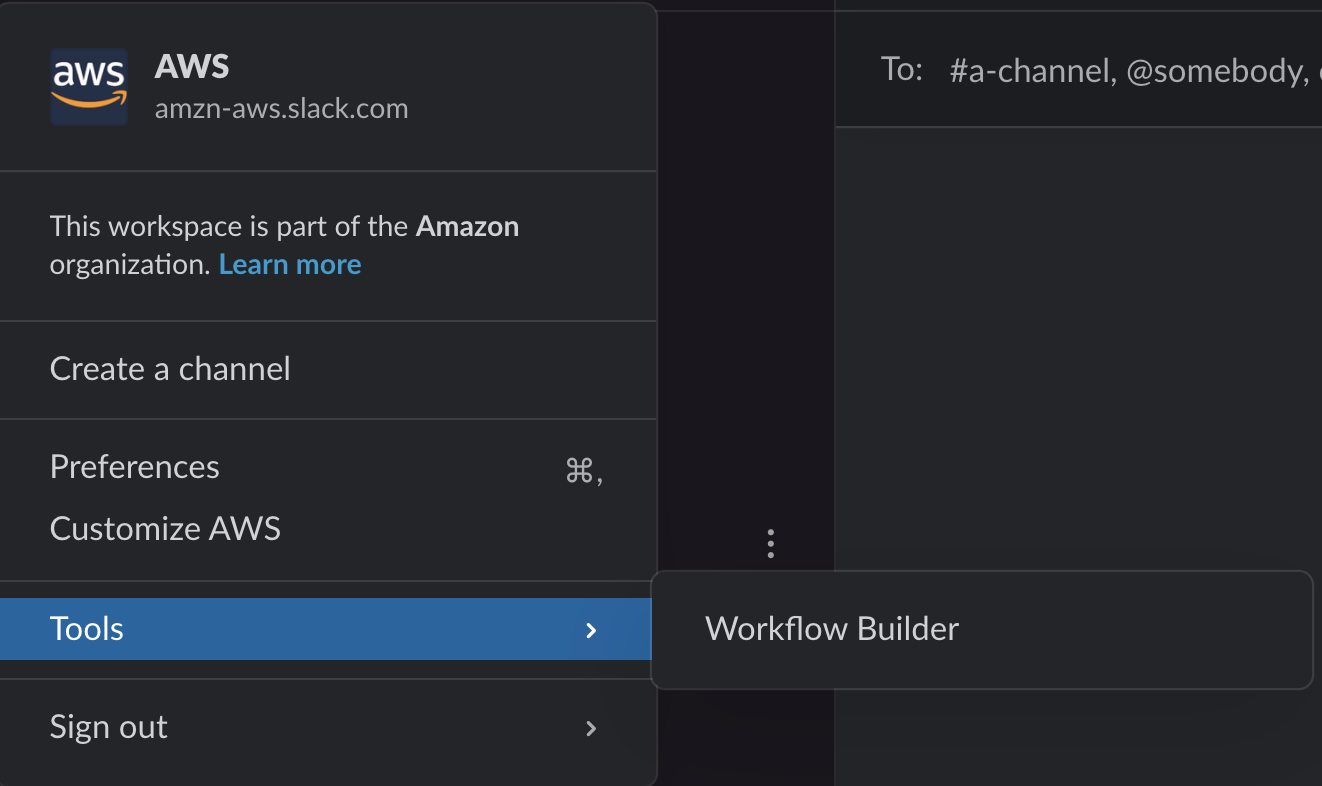 aws
AWS
amzn-aws.slack.com
This workspace is part of the Amazon
organization. Learn more
Create a channel
Preferences ⌘,
Customize AWS
Tools
Sign out
To: #a-channel, @somebody,
Workflow Builder